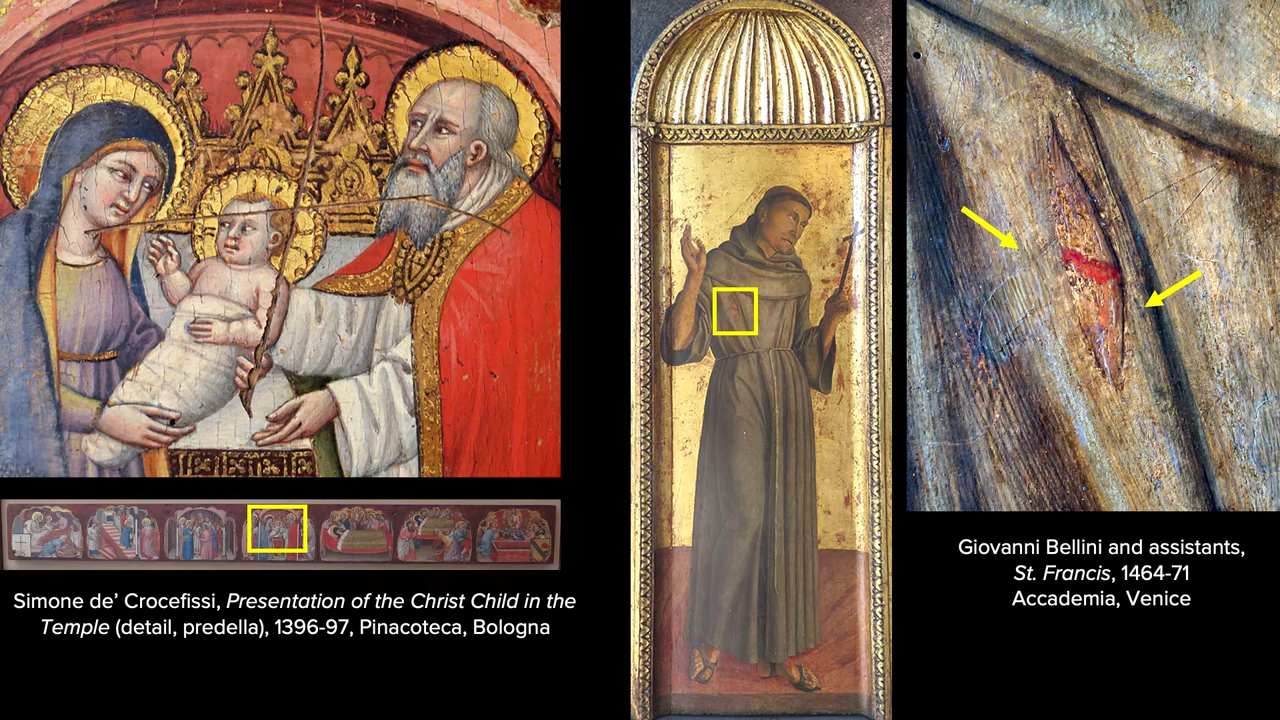 Simone de’ Crocefissi, Presentation of the Christ Child in the
Temple (detail, predella), 1396-97, Pinacoteca, Bologna
Giovanni Bellini and assistants,
St. Francis, 1464-71
Accademia, Venice